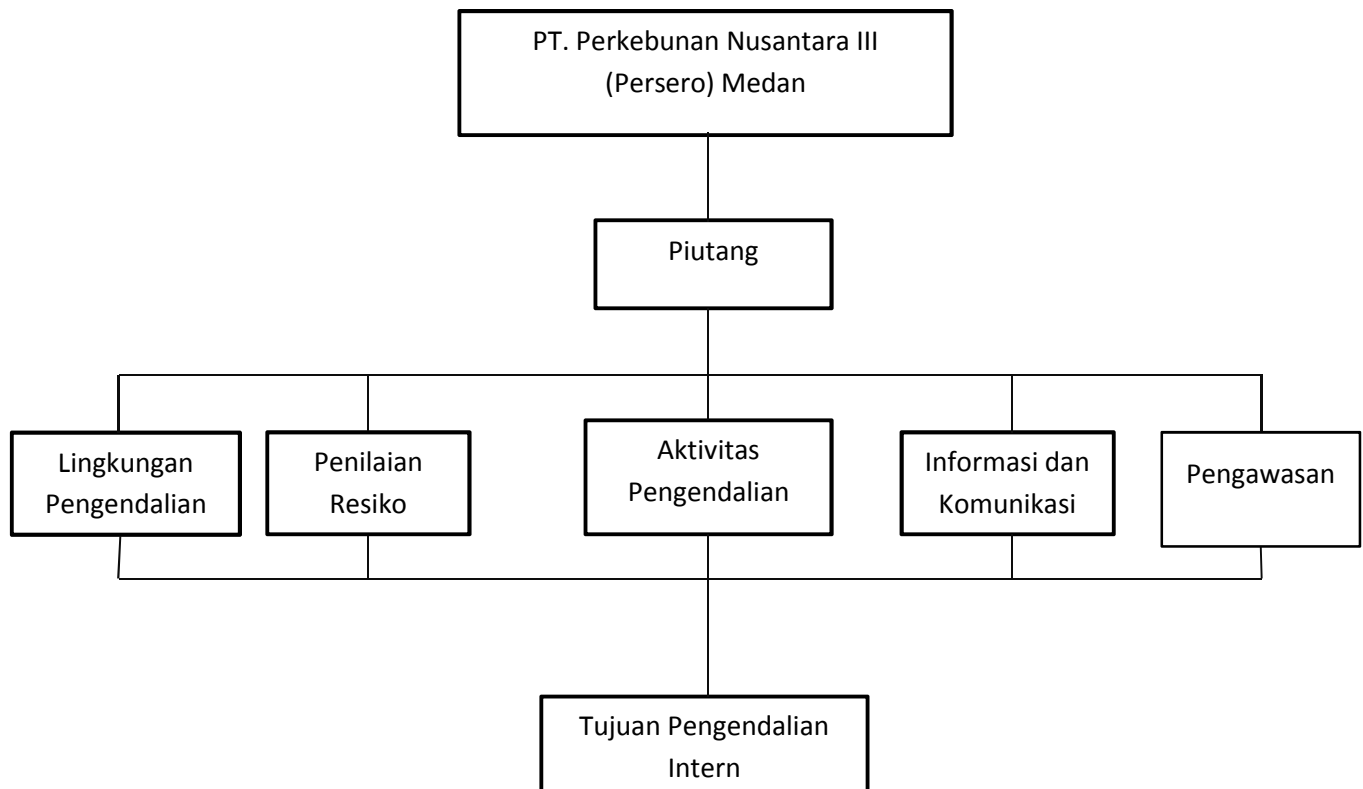 PT. Perkebunan Nusantara III
(Persero) Medan
Piutang
Lingkungan
Pengendalian
Penilaian
Resiko
Aktivitas
Pengendalian
Informasi dan
Komunikasi
Pengawasan
Tujuan Pengendalian
Intern